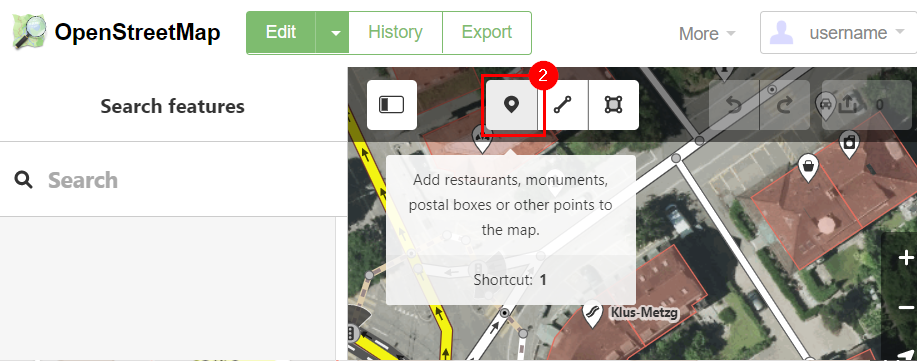 OpenStreetMap
Edit
History
Export
More
username
Search features
2
0
Search
Add restaurants, monuments,
postal boxes or other points to
the map.
Shortcut: 1
Klus-Metzg
+
−